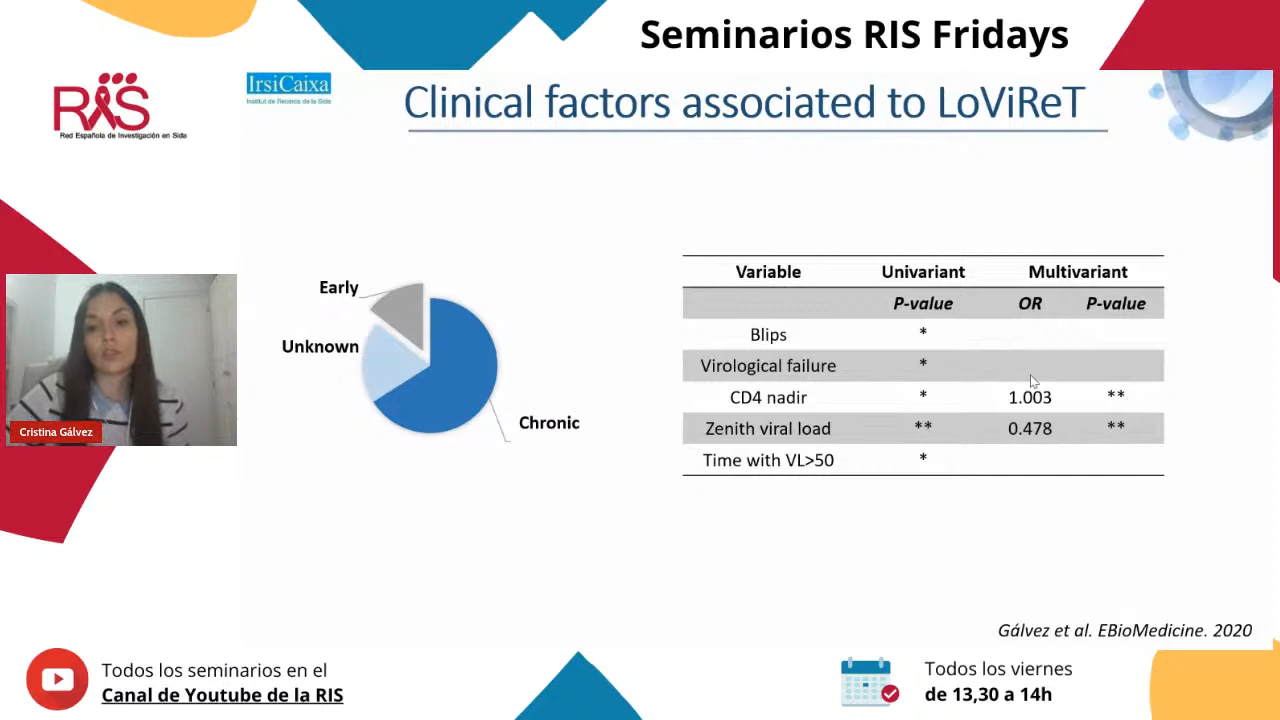 Seminarios RIS Fridays
RIS
Red Española de Investigación en Sida
IrsiCaixa
Institut de Recerca de la Sida
Clinical factors associated to LoViReT
Early
Unknown
Chronic
Variable Univariant Multivariant
P-value OR P-value
Blips *
Virological failure *
CD4 nadir * 1.003 **
Zenith viral load ** 0.478 **
Time with VL>50 *
Cristina Gálvez
Gálvez et al. EBioMedicine. 2020
Todos los seminarios en el
Canal de Youtube de la RIS
Todos los viernes
de 13,30 a 14h